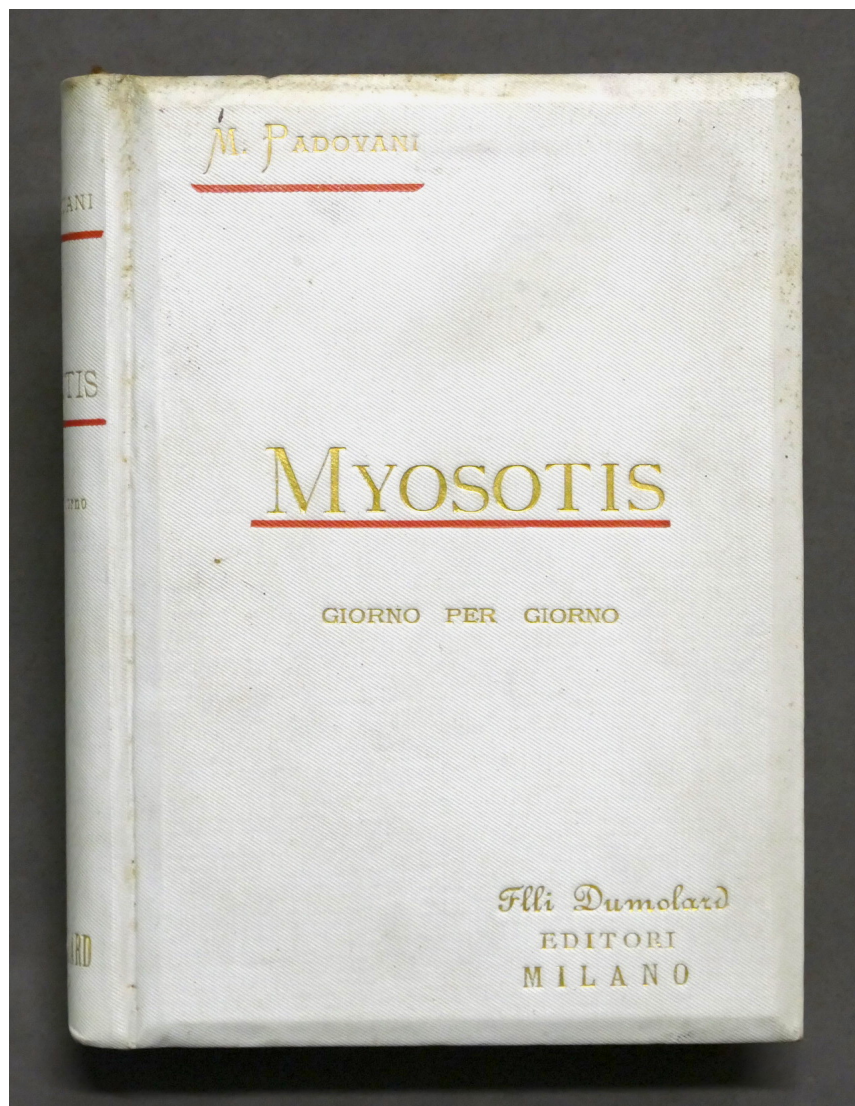 M. PADOVANI
MYOSOTIS
GIORNO PER GIORNO
Flli Dumolard
EDITORI
MILANO